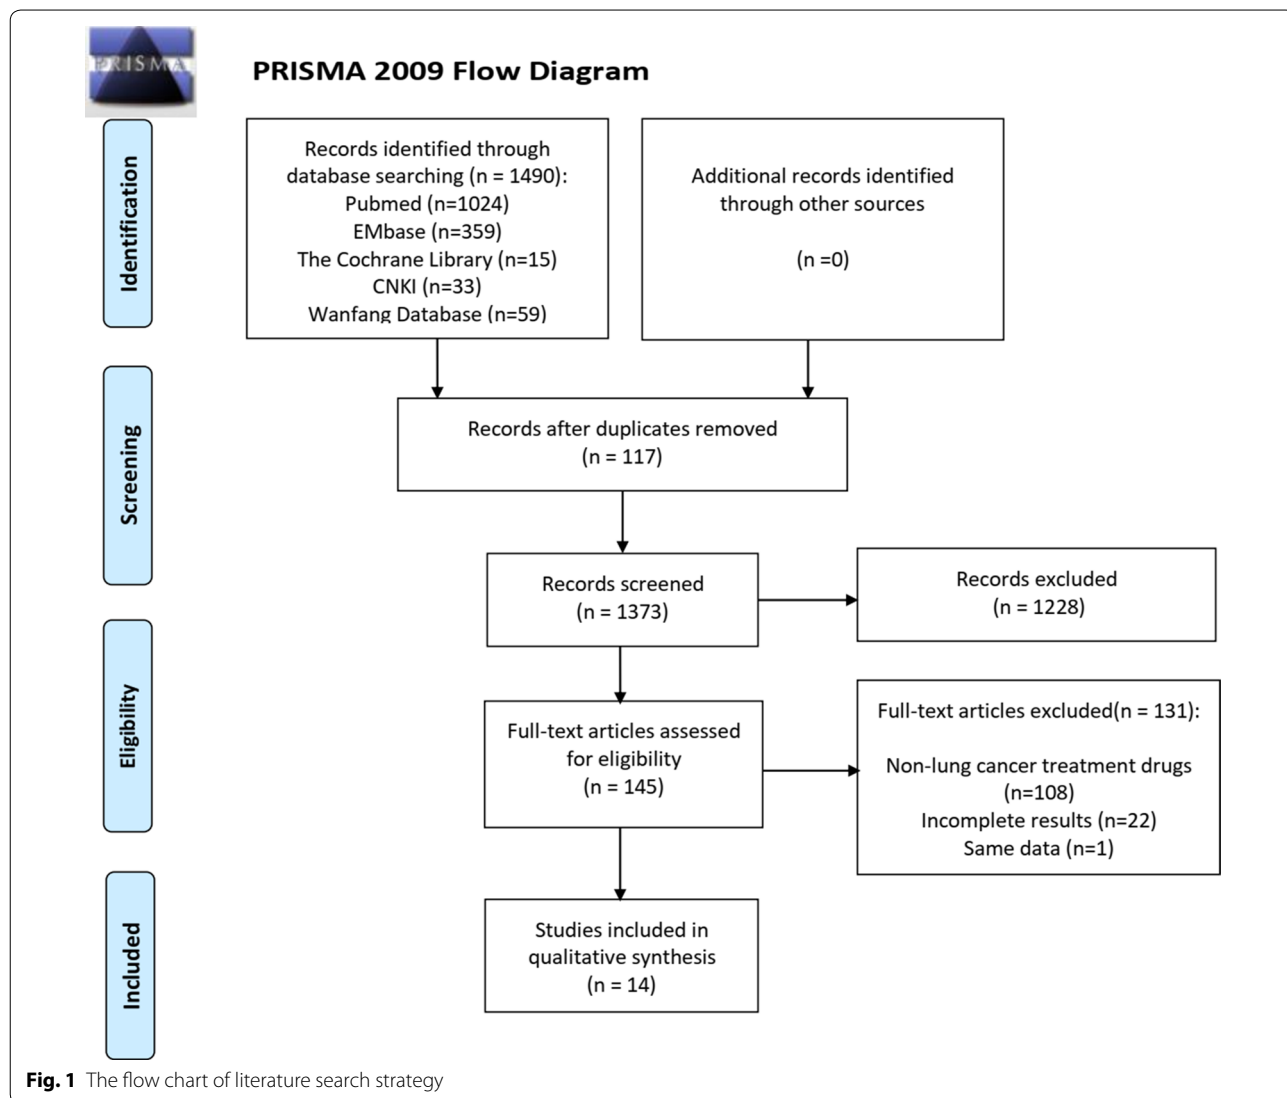 PRISMA
PRISMA 2009 Flow Diagram
Identification
Records identified through
database searching (n = 1490):
Pubmed (n=1024)
EMbase (n=359)
The Cochrane Library (n=15)
CNKI (n=33)
Wanfang Database (n=59)
Additional records identified
through other sources
(n =0)
Screening
Records after duplicates removed
(n = 117)
Records screened
(n = 1373)
Records excluded
(n = 1228)
Eligibility
Full-text articles assessed
for eligibility
(n = 145)
Full-text articles excluded(n = 131):
Non-lung cancer treatment drugs
(n=108)
Incomplete results (n=22)
Same data (n=1)
Included
Studies included in
qualitative synthesis
(n = 14)
Fig. 1 The flow chart of literature search strategy